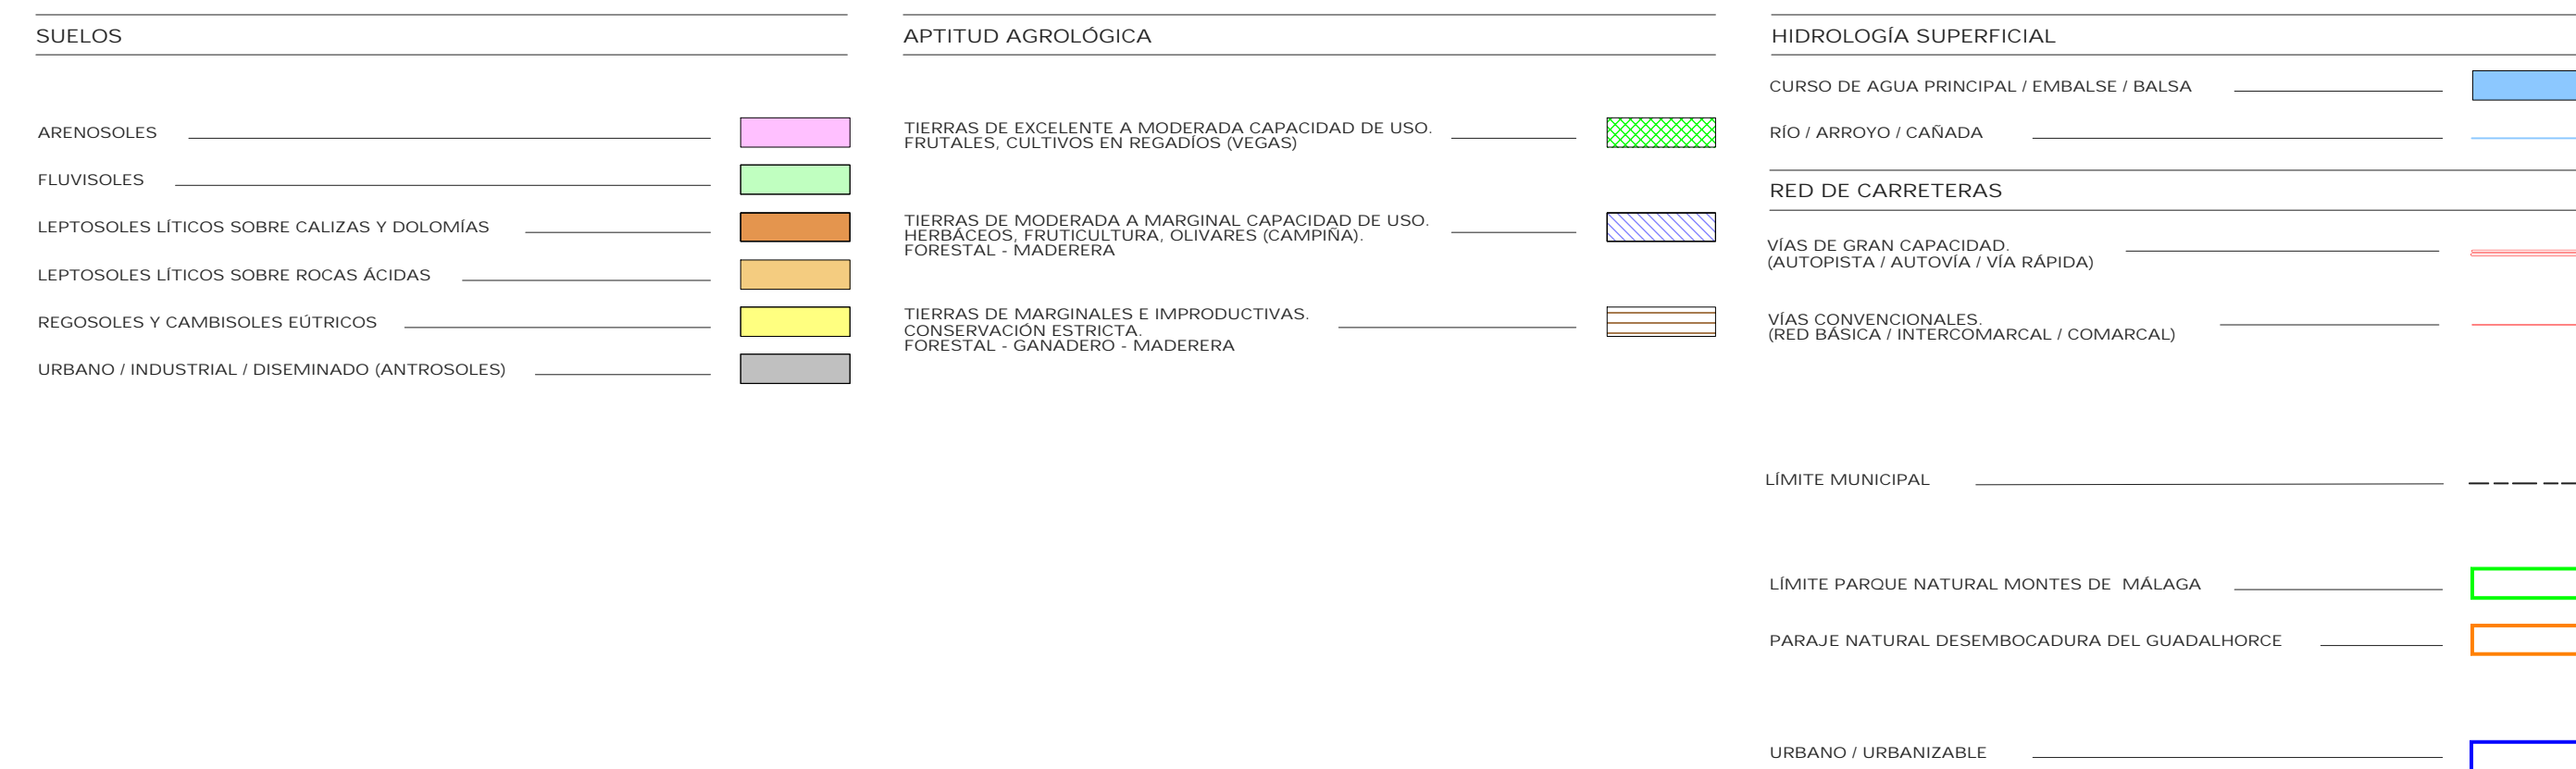 SUELOS
ARENOSOLES
FLUVISOLES
LEPTOSOLES LÍTICOS SOBRE CALIZAS Y DOLOMÍAS
LEPTOSOLES LÍTICOS SOBRE ROCAS ÁCIDAS
REGOSOLES Y CAMBISOLES EÚTRICOS
URBANO / INDUSTRIAL / DISEMINADO (ANTROSOLES)
APTITUD AGROLÓGICA
TIERRAS DE EXCELENTE A MODERADA CAPACIDAD DE USO.
FRUTALES, CULTIVOS EN REGADÍOS (VEGAS)
TIERRAS DE MODERADA A MARGINAL CAPACIDAD DE USO.
HERBÁCEOS, FRUTICULTURA, OLIVARES (CAMPIÑA).
FORESTAL - MADERERA
TIERRAS DE MARGINALES E IMPRODUCTIVAS.
CONSERVACIÓN ESTRICTA.
FORESTAL - GANADERO - MADERERA
HIDROLOGÍA SUPERFICIAL
CURSO DE AGUA PRINCIPAL / EMBALSE / BALSA
RÍO / ARROYO / CAÑADA
RED DE CARRETERAS
VÍAS DE GRAN CAPACIDAD.
(AUTOPISTA / AUTOVÍA / VÍA RÁPIDA)
VÍAS CONVENCIONALES.
(RED BÁSICA / INTERCOMARCAL / COMARCAL)
LÍMITE MUNICIPAL
LÍMITE PARQUE NATURAL MONTES DE  MÁLAGA
PARAJE NATURAL DESEMBOCADURA DEL GUADALHORCE
URBANO / URBANIZABLE